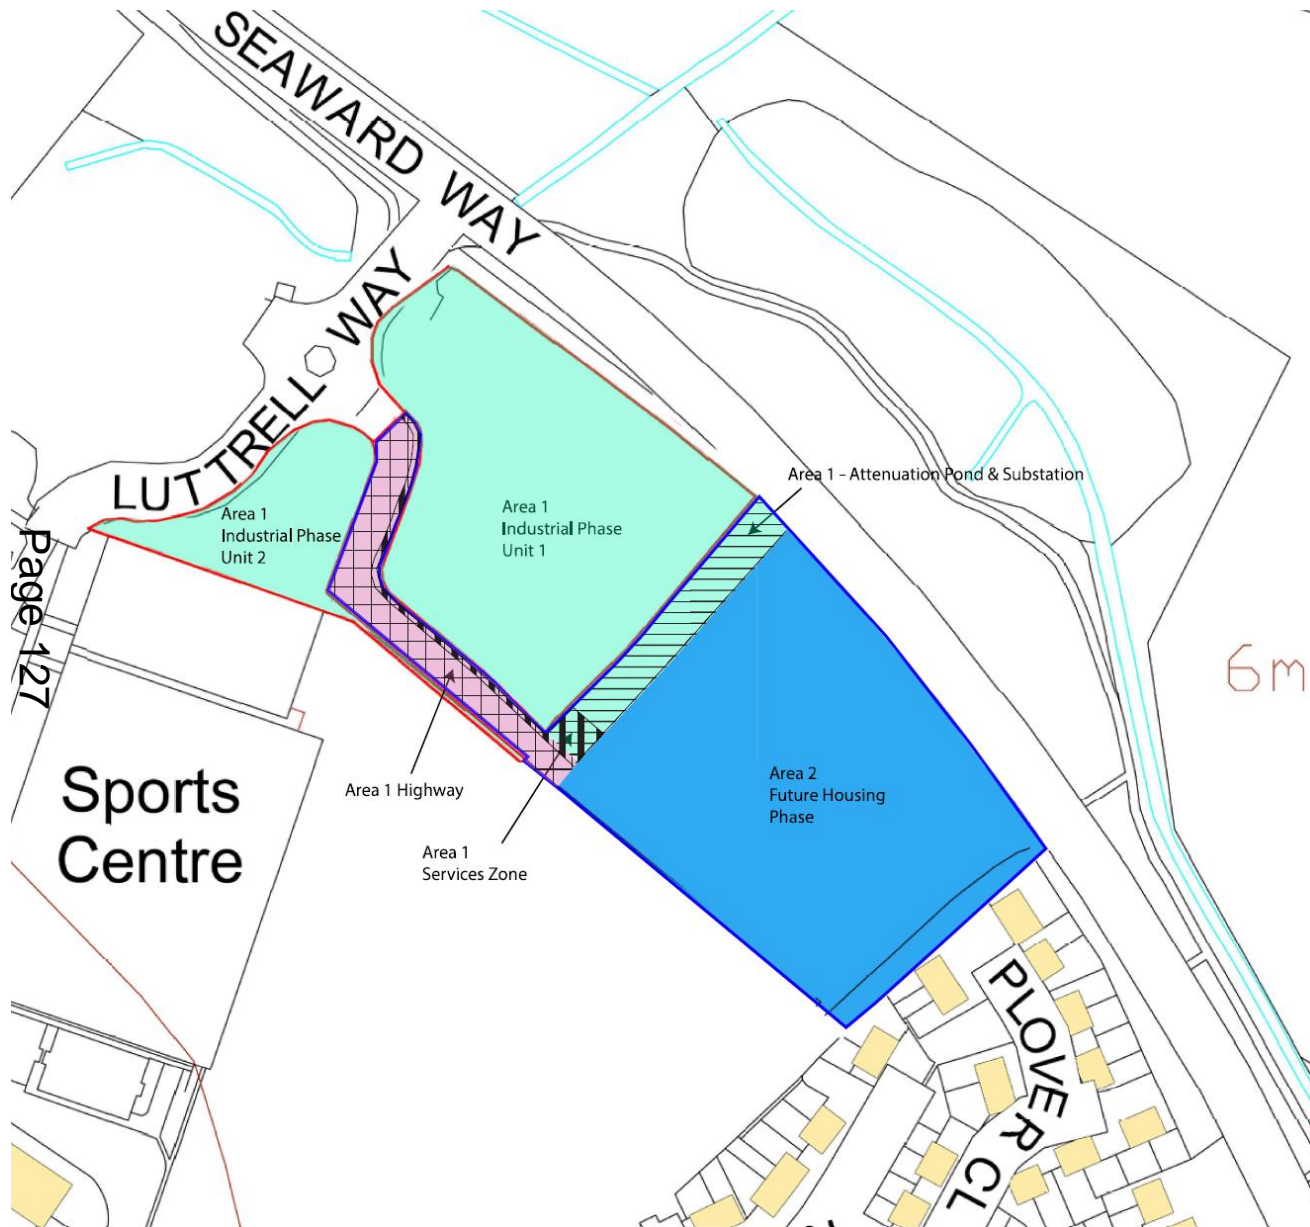 SEAWARD WAY
LUTTRELL WAY
Area 1 – Attenuation Pond & Substation
Area 1
Industrial Phase
Unit 1
Area 1
Industrial Phase
Unit 2
Page 127
6m
Area 1 Highway
Area 1
Services Zone
Area 2
Future Housing
Phase
Sports
Centre
PLOVER CL